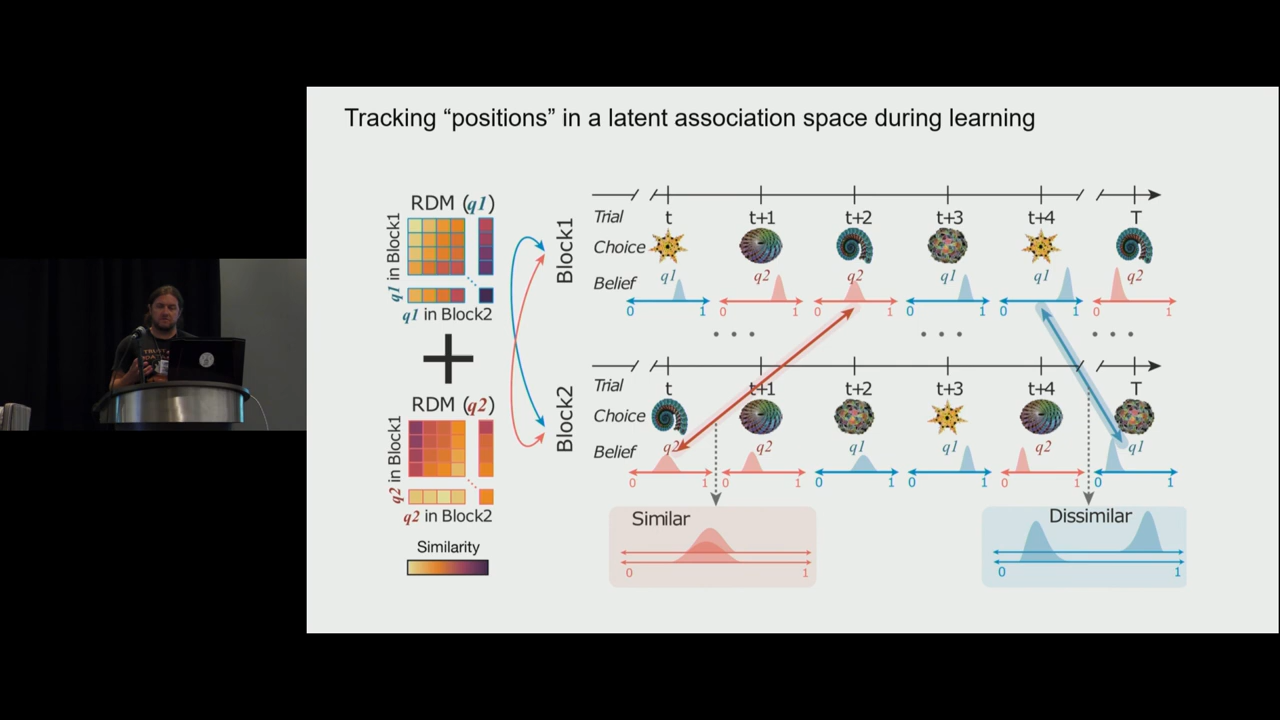 Tracking “positions” in a latent association space during learning
RDM (q1)
q1 in Block1
q1 in Block2
RDM (q2)
q2 in Block1
q2 in Block2
Similarity
Block1
Trial t t+1 t+2 t+3 t+4 T
Choice
Belief q1 q2 q2 q1 q1 q2
0 1 0 1 0 1 0 1 0 1 0 1
• • • • • • • • •
Block2
Trial t t+1 t+2 t+3 t+4 T
Choice
Belief q2 q2 q1 q1 q2 q1
0 1 0 1 0 1 0 1 0 1 0 1
Similar
0 1
Dissimilar
0 1